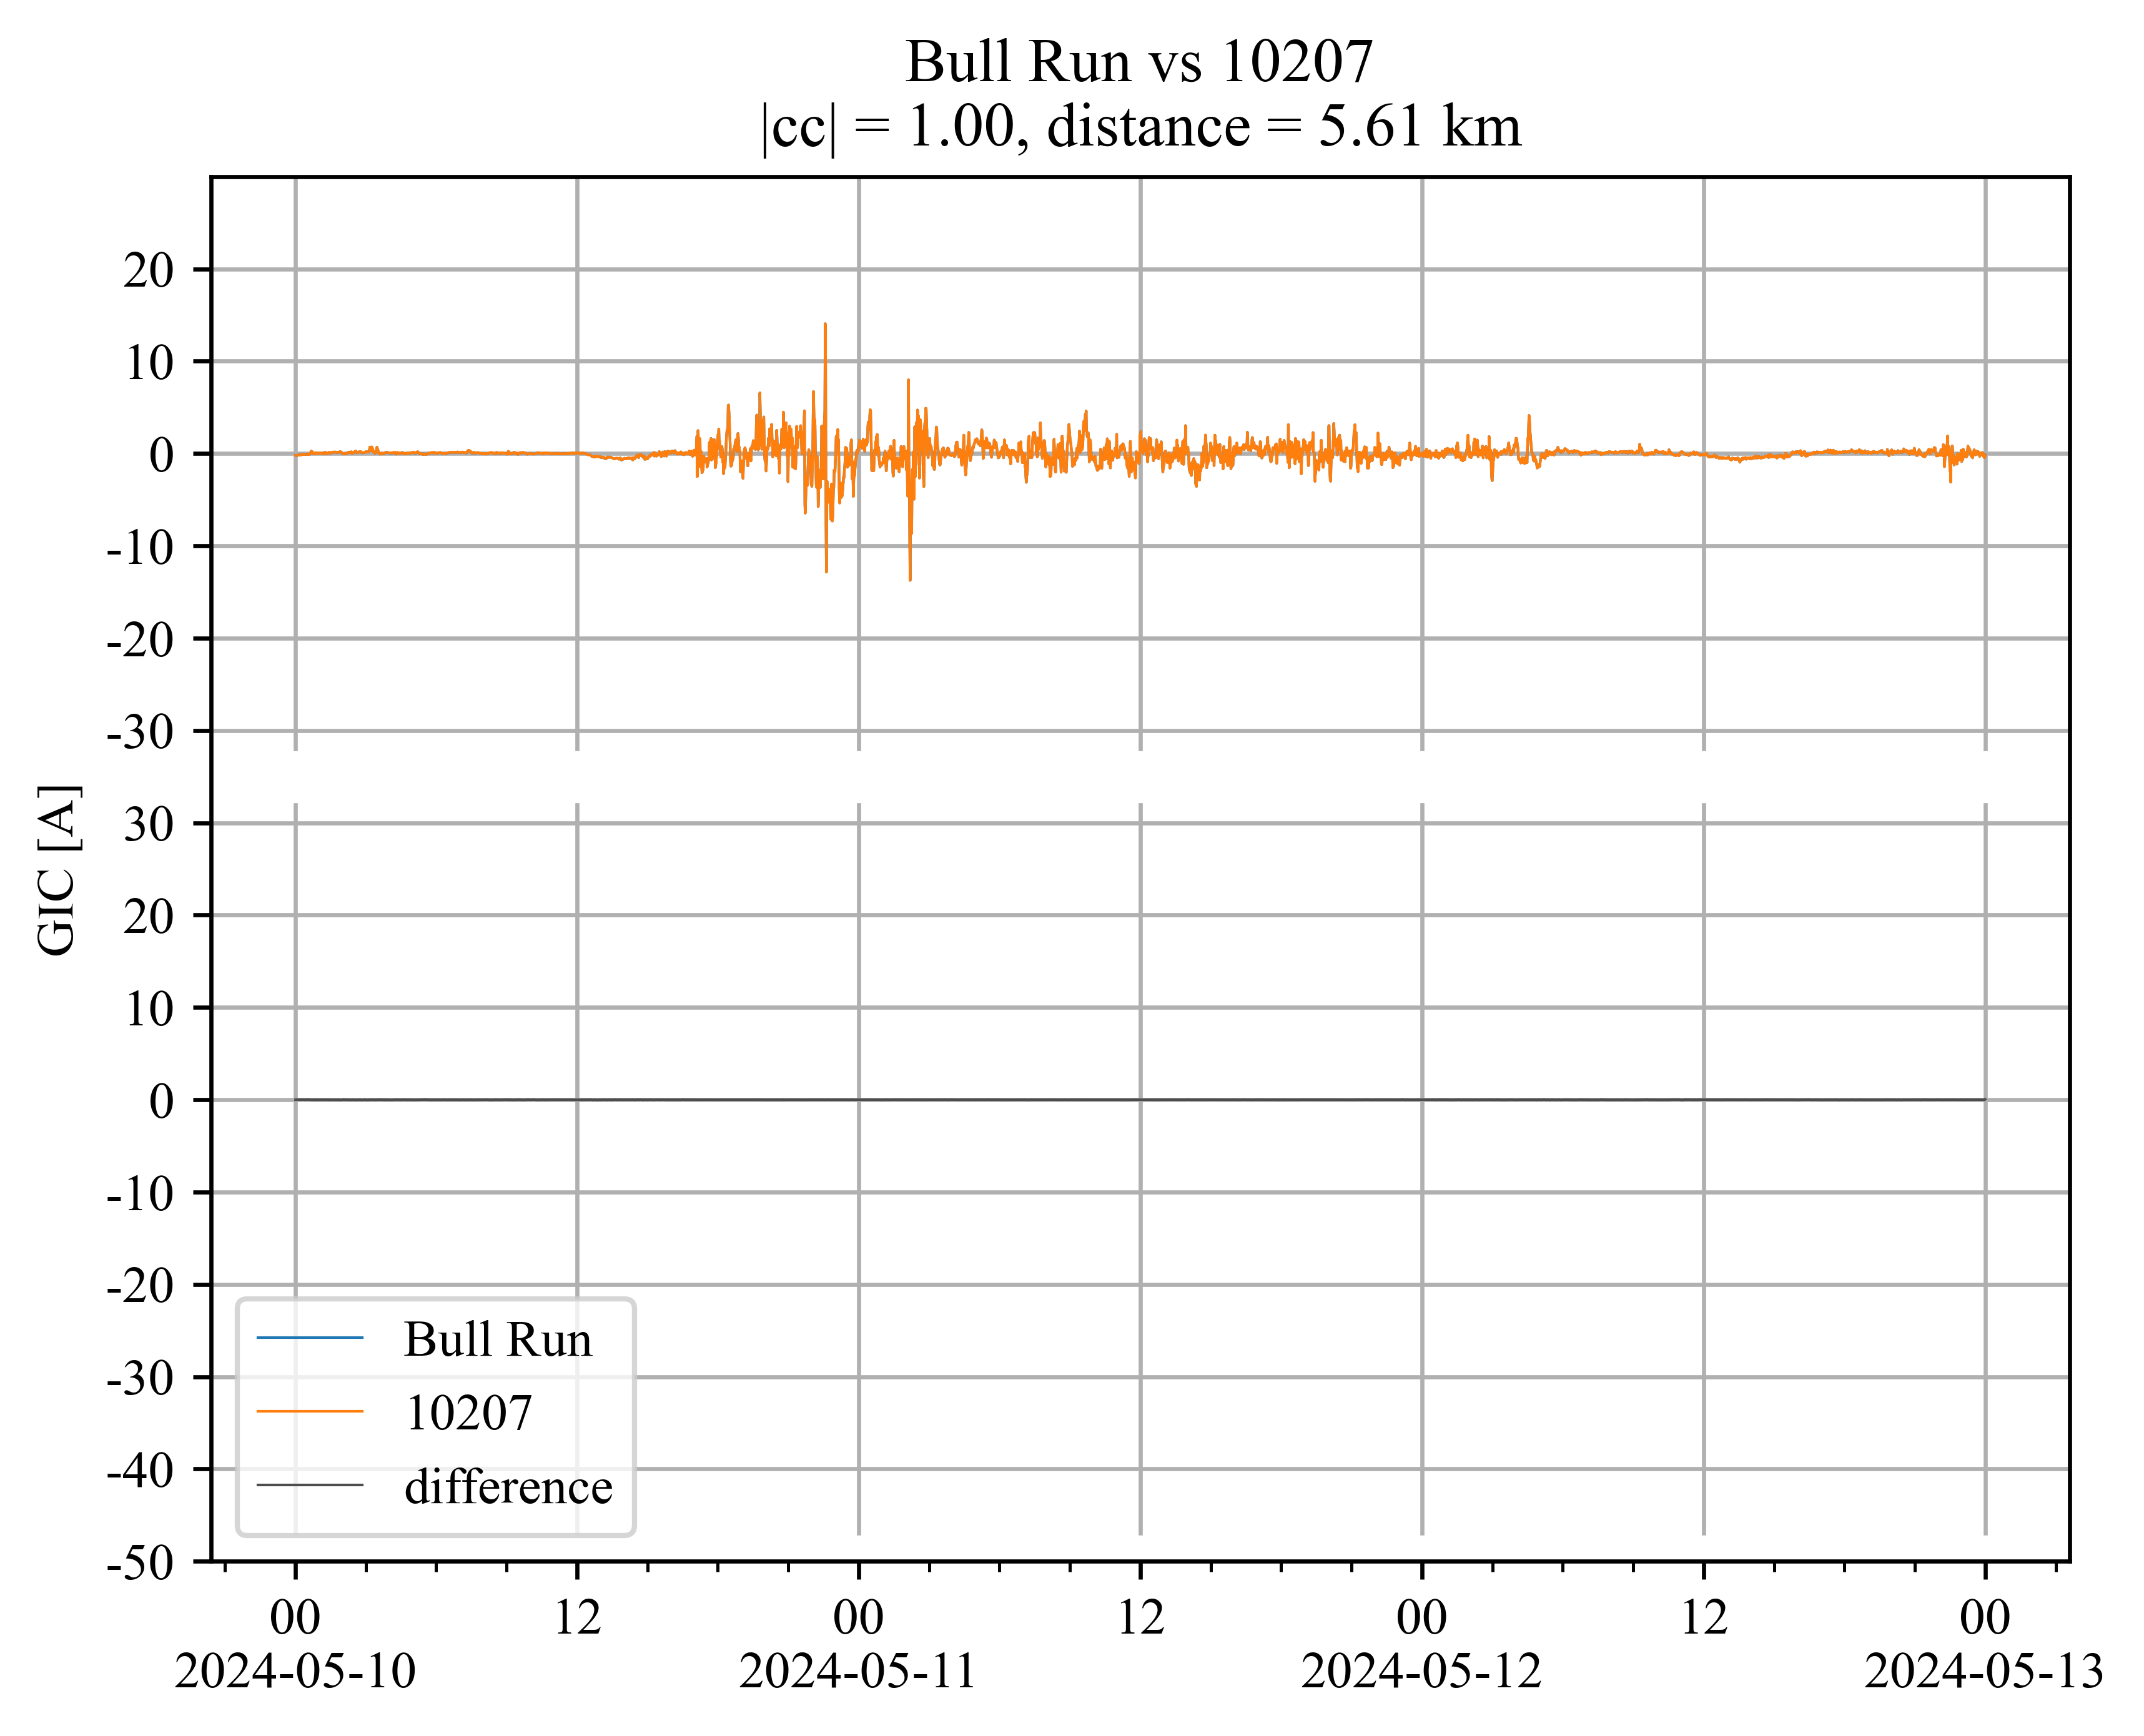 Bull Run vs 10207
|cc| = 1.00, distance = 5.61 km
20
10
0
-10
-20
-30
30
20
10
0
-10
-20
-30
-40
-50
GIC [A]
Bull Run
10207
difference
00 12 00 12 00 12 00
2024-05-10 2024-05-11 2024-05-12 2024-05-13